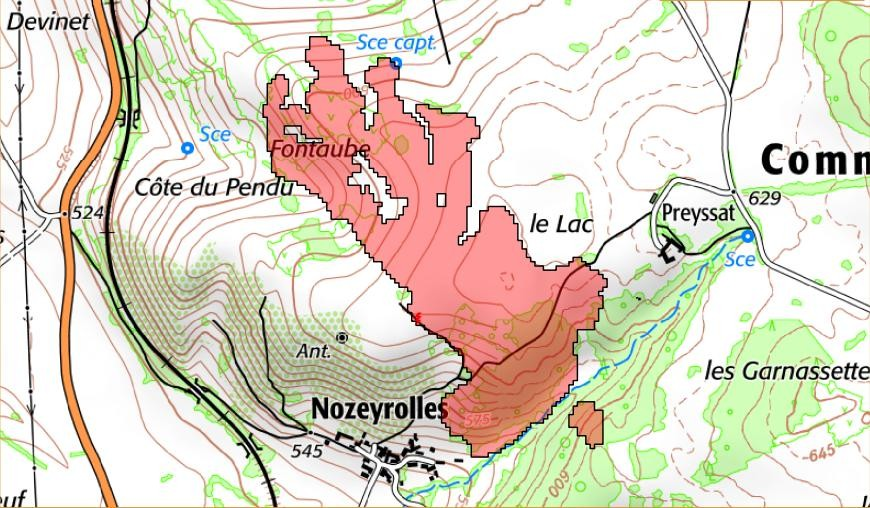 Devinet
Sce capt.
Sce
Fontaube
Comm
525
Côte du Pendu
629
524
Preyssat
le Lac
Sce
Ant.
les Garnassette
Nozeyrolles
575
545
645
600